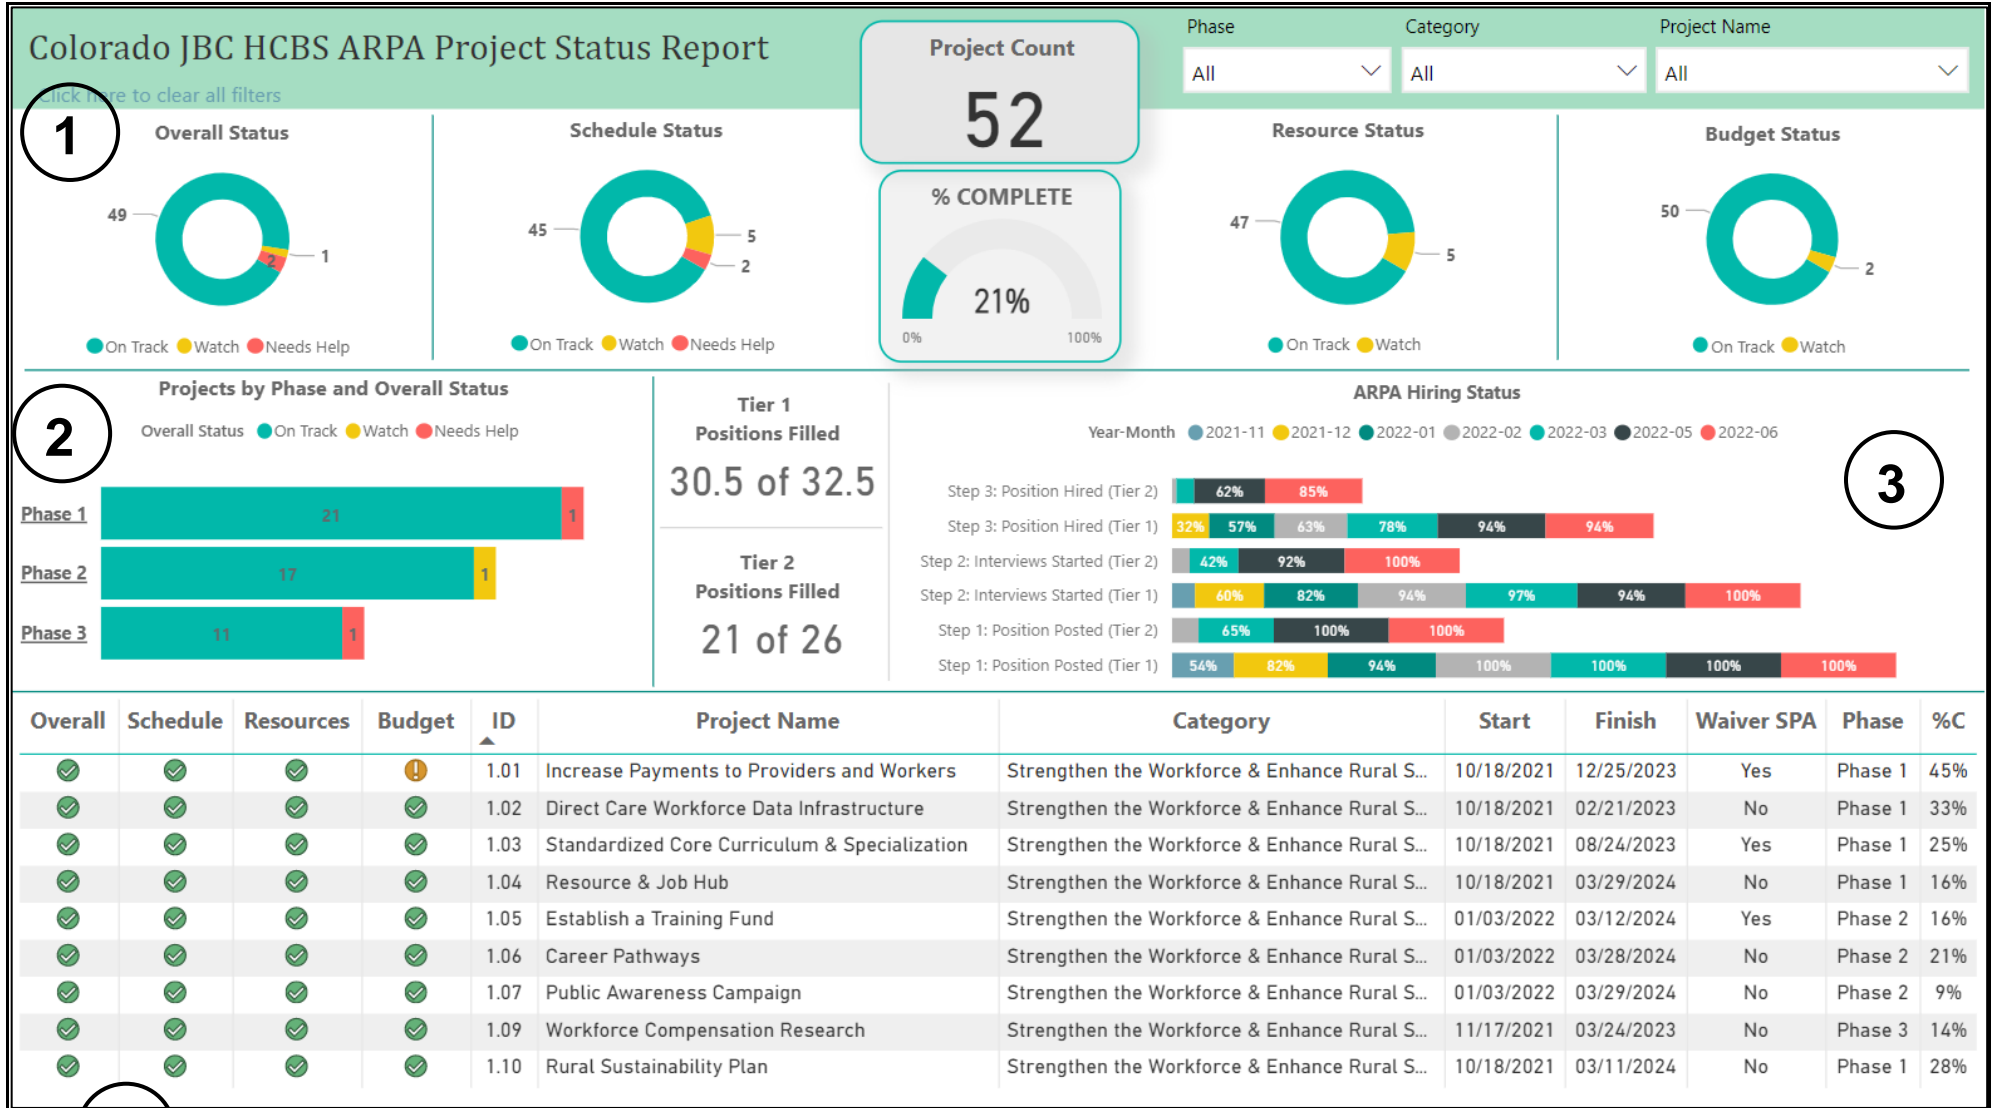 Colorado JBC HCBS ARPA Project Status Report
Click here to clear all filters
Project Count
52
Phase
All
Category
All
Project Name
All
1
Overall Status
49
2
1
On Track Watch Needs Help
Schedule Status
45
5
2
On Track Watch Needs Help
% COMPLETE
21%
0% 100%
Resource Status
47
5
On Track Watch
Budget Status
50
2
On Track Watch
2
Projects by Phase and Overall Status
Overall Status On Track Watch Needs Help
Phase 1 21 1
Phase 2 17 1
Phase 3 11 1
Tier 1
Positions Filled
30.5 of 32.5
Tier 2
Positions Filled
21 of 26
ARPA Hiring Status
Year-Month 2021-11 2021-12 2022-01 2022-02 2022-03 2022-05 2022-06
3
Step 3: Position Hired (Tier 2) 62% 85%
Step 3: Position Hired (Tier 1) 32% 57% 63% 78% 94% 94%
Step 2: Interviews Started (Tier 2) 42% 92% 100%
Step 2: Interviews Started (Tier 1) 60% 82% 94% 97% 94% 100%
Step 1: Position Posted (Tier 2) 65% 100% 100%
Step 1: Position Posted (Tier 1) 54% 82% 94% 100% 100% 100% 100%
Overall Schedule Resources Budget ID Project Name Category Start Finish Waiver SPA Phase %C
1.01 Increase Payments to Providers and Workers Strengthen the Workforce & Enhance Rural S... 10/18/2021 12/25/2023 Yes Phase 1 45%
1.02 Direct Care Workforce Data Infrastructure Strengthen the Workforce & Enhance Rural S... 10/18/2021 02/21/2023 No Phase 1 33%
1.03 Standardized Core Curriculum & Specialization Strengthen the Workforce & Enhance Rural S... 10/18/2021 08/24/2023 Yes Phase 1 25%
1.04 Resource & Job Hub Strengthen the Workforce & Enhance Rural S... 10/18/2021 03/29/2024 No Phase 1 16%
1.05 Establish a Training Fund Strengthen the Workforce & Enhance Rural S... 01/03/2022 03/12/2024 Yes Phase 2 16%
1.06 Career Pathways Strengthen the Workforce & Enhance Rural S... 01/03/2022 03/28/2024 No Phase 2 21%
1.07 Public Awareness Campaign Strengthen the Workforce & Enhance Rural S... 01/03/2022 03/29/2024 No Phase 2 9%
1.09 Workforce Compensation Research Strengthen the Workforce & Enhance Rural S... 11/17/2021 03/24/2023 No Phase 3 14%
1.10 Rural Sustainability Plan Strengthen the Workforce & Enhance Rural S... 10/18/2021 03/11/2024 No Phase 1 28%